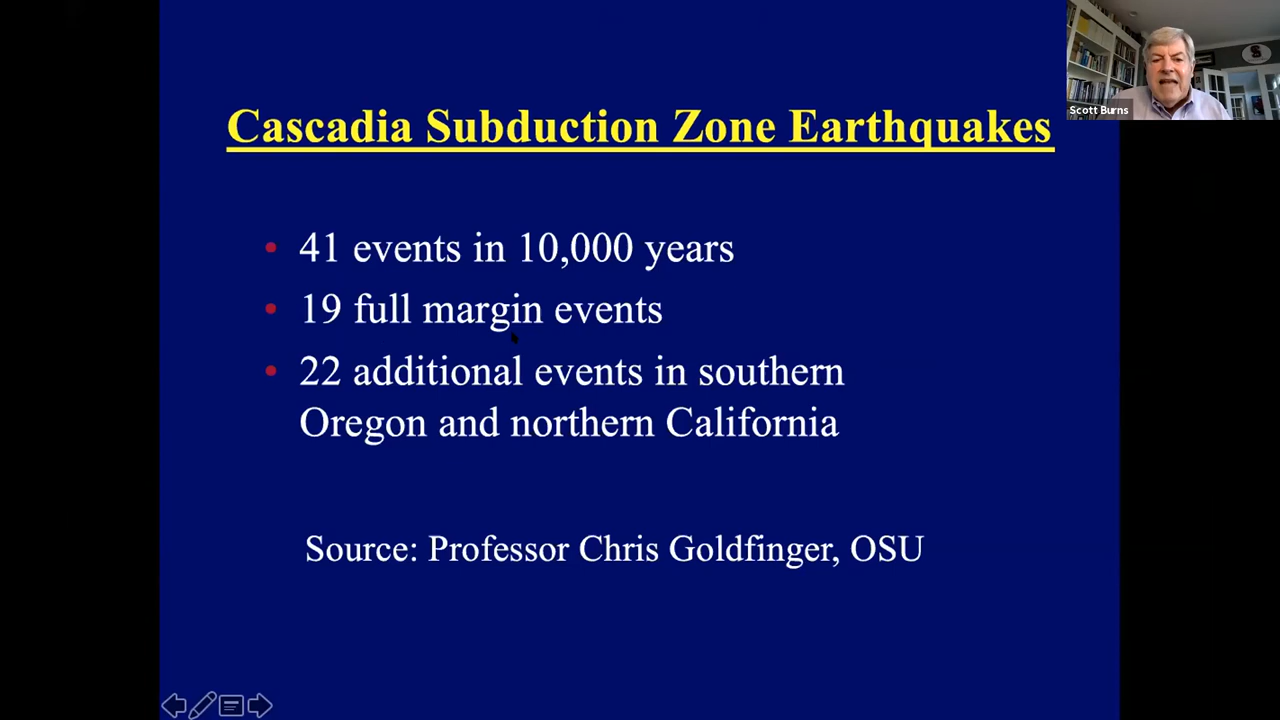 Cascadia Subduction Zone Earthquakes
Scott Burns
• 41 events in 10,000 years
• 19 full margin events
• 22 additional events in southern
Oregon and northern California
Source: Professor Chris Goldfinger, OSU